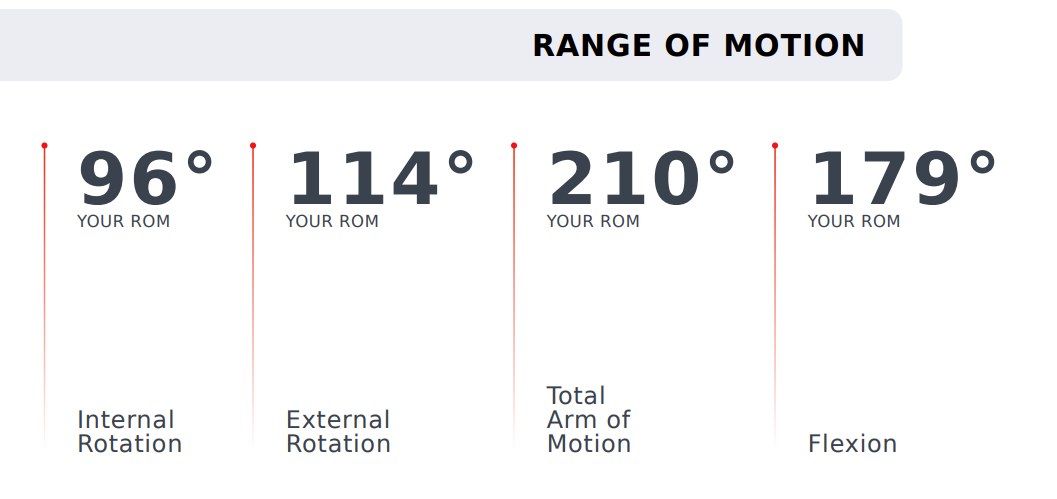 RANGE OF MOTION
96°
YOUR ROM
Internal
Rotation
114°
YOUR ROM
External
Rotation
210°
YOUR ROM
Total
Arm of
Motion
179°
YOUR ROM
Flexion